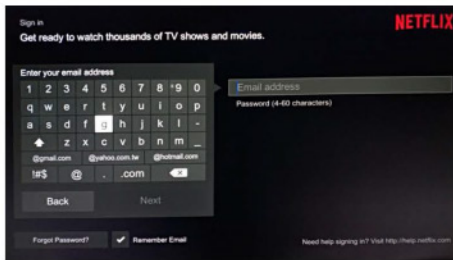 Sign in
NETFLIX
Get ready to watch thousands of TV shows and movies.
Enter your email address
1 2 3 4 5 6 7 8 9 0
q w e r t y u i o p
a s d f g h j k l -
z x c v b n m _
@gmail.com @yahoo.com.tw @hotmail.com
!#$ @ . .com
Back Next
Email address
Password (4-60 characters)
Forgot Password? Remember Email
Need help signing in? Visit http://help.netflix.com